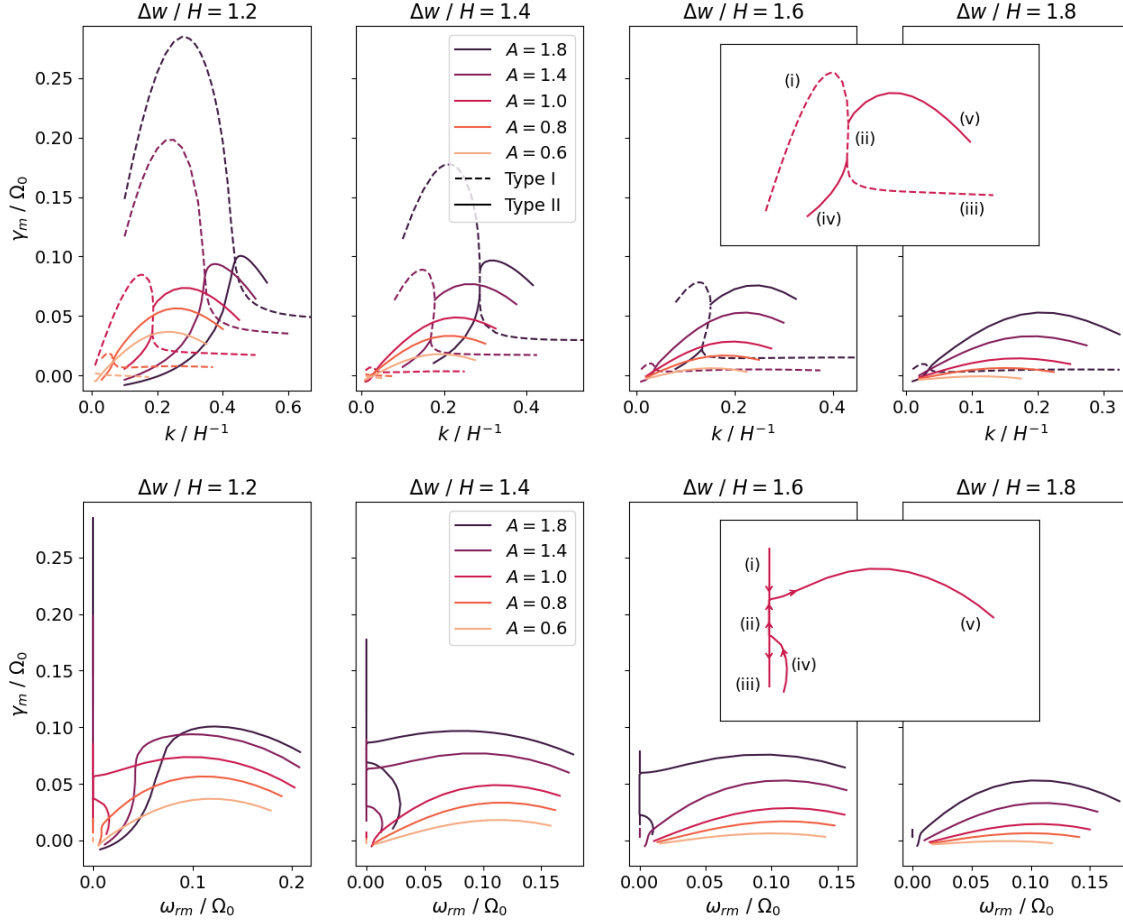 Δw / H = 1.2
Δw / H = 1.4
Δw / H = 1.6
Δw / H = 1.8
γm / Ω0
0.25
0.20
0.15
0.10
0.05
0.00
A = 1.8
A = 1.4
A = 1.0
A = 0.8
A = 0.6
Type I
Type II
(i)
(ii)
(iii)
(iv)
(v)
0.0 0.2 0.4 0.6
0.0 0.2 0.4
0.0 0.2 0.4
0.0 0.1 0.2 0.3
k / H⁻¹
k / H⁻¹
k / H⁻¹
k / H⁻¹
Δw / H = 1.2
Δw / H = 1.4
Δw / H = 1.6
Δw / H = 1.8
γm / Ω0
0.25
0.20
0.15
0.10
0.05
0.00
A = 1.8
A = 1.4
A = 1.0
A = 0.8
A = 0.6
(i)
(ii)
(iii)
(iv)
(v)
0.0 0.1 0.2
0.00 0.05 0.10 0.15
0.00 0.05 0.10 0.15
0.00 0.05 0.10 0.15
ωrm / Ω0
ωrm / Ω0
ωrm / Ω0
ωrm / Ω0